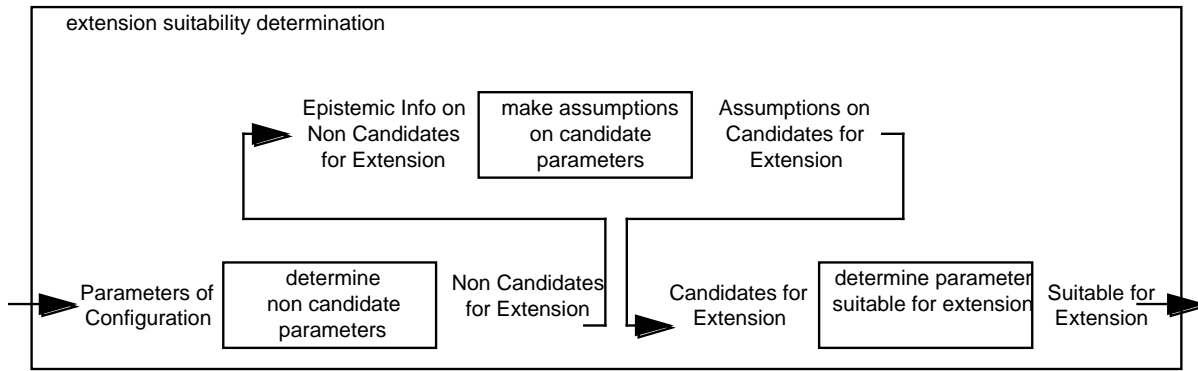 extension suitability determination
Epistemic Info on
Non Candidates
for Extension
make assumptions
on candidate
parameters
Assumptions on
Candidates for
Extension
Parameters of
Configuration
determine
non candidate
parameters
Non Candidates
for Extension
Candidates for
Extension
determine parameter
suitable for extension
Suitable for
Extension